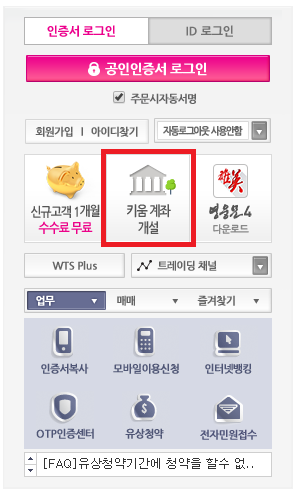 인증서 로그인
ID 로그인
공인인증서 로그인
주문시자동서명
회원가입 | 아이디찾기
자동로그아웃 사용안함
신규고객 1개월
수수료 무료
키움 계좌
개설
영웅문4
다운로드
WTS Plus
트레이딩 채널
업무
매매
즐겨찾기
인증서복사
모바일이용신청
인터넷뱅킹
OTP인증센터
유상청약
전자민원접수
[FAQ]유상청약기간에 청약을 할수 없..